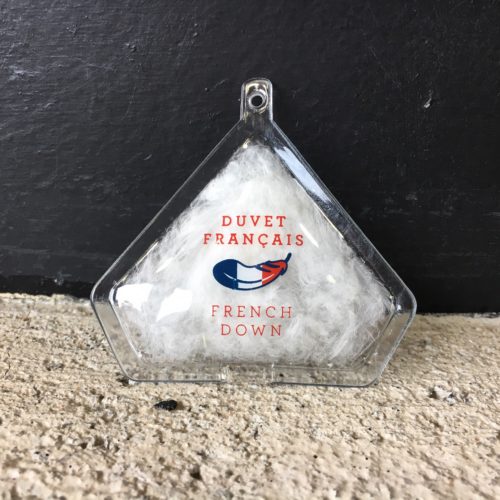 DUVET
FRANÇAIS
FRENCH
DOWN